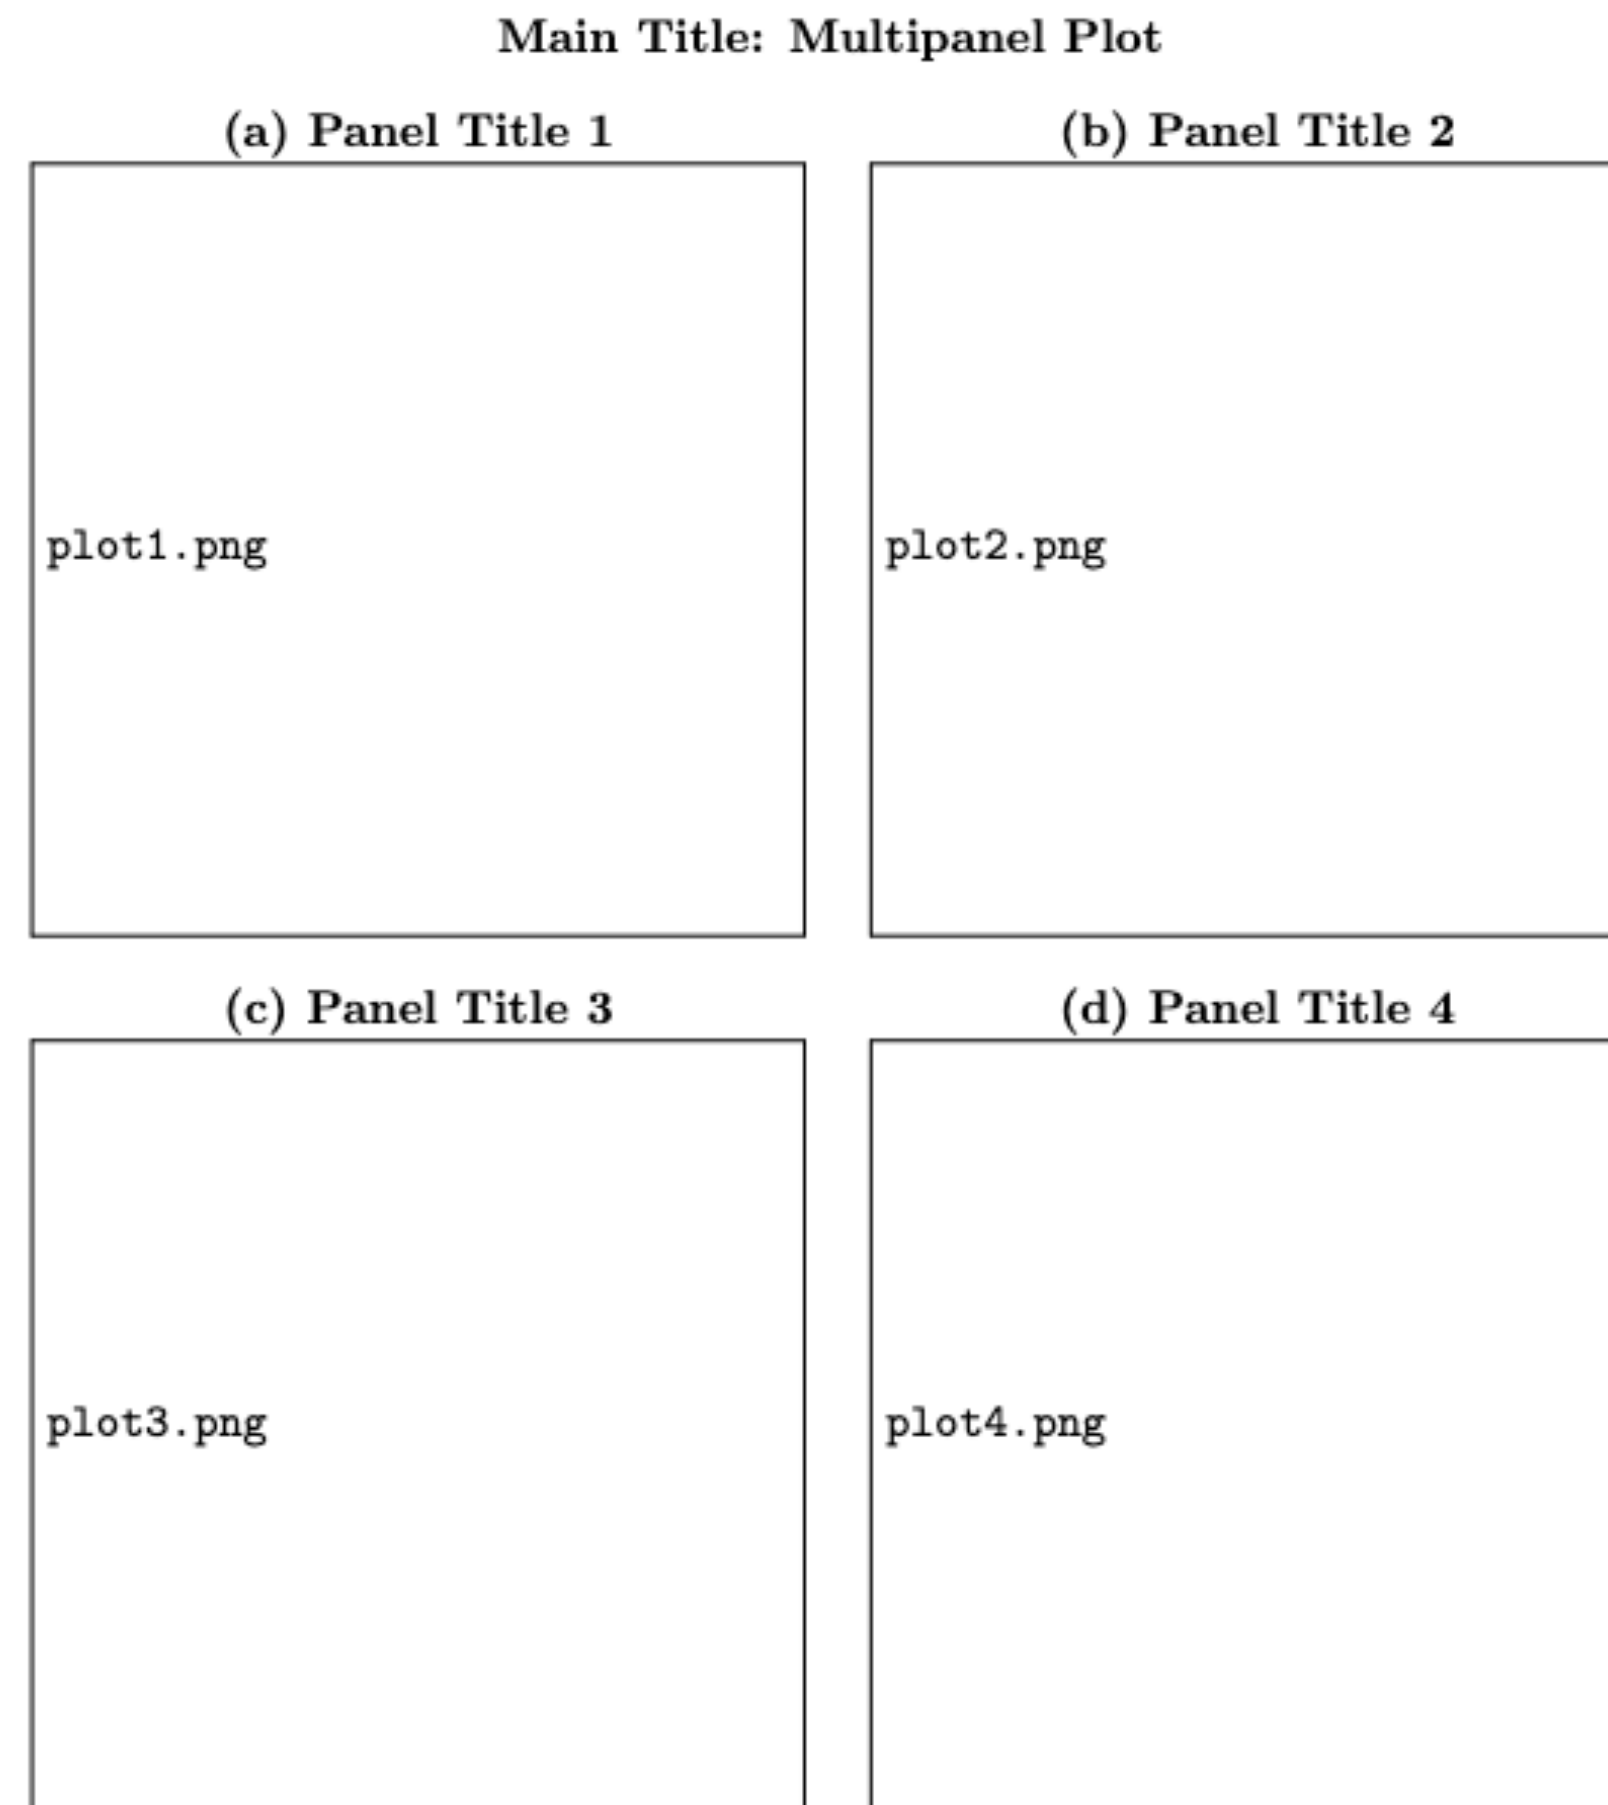 Main Title: Multipanel Plot
(a) Panel Title 1
(b) Panel Title 2
plot1.png
plot2.png
(c) Panel Title 3
(d) Panel Title 4
plot3.png
plot4.png